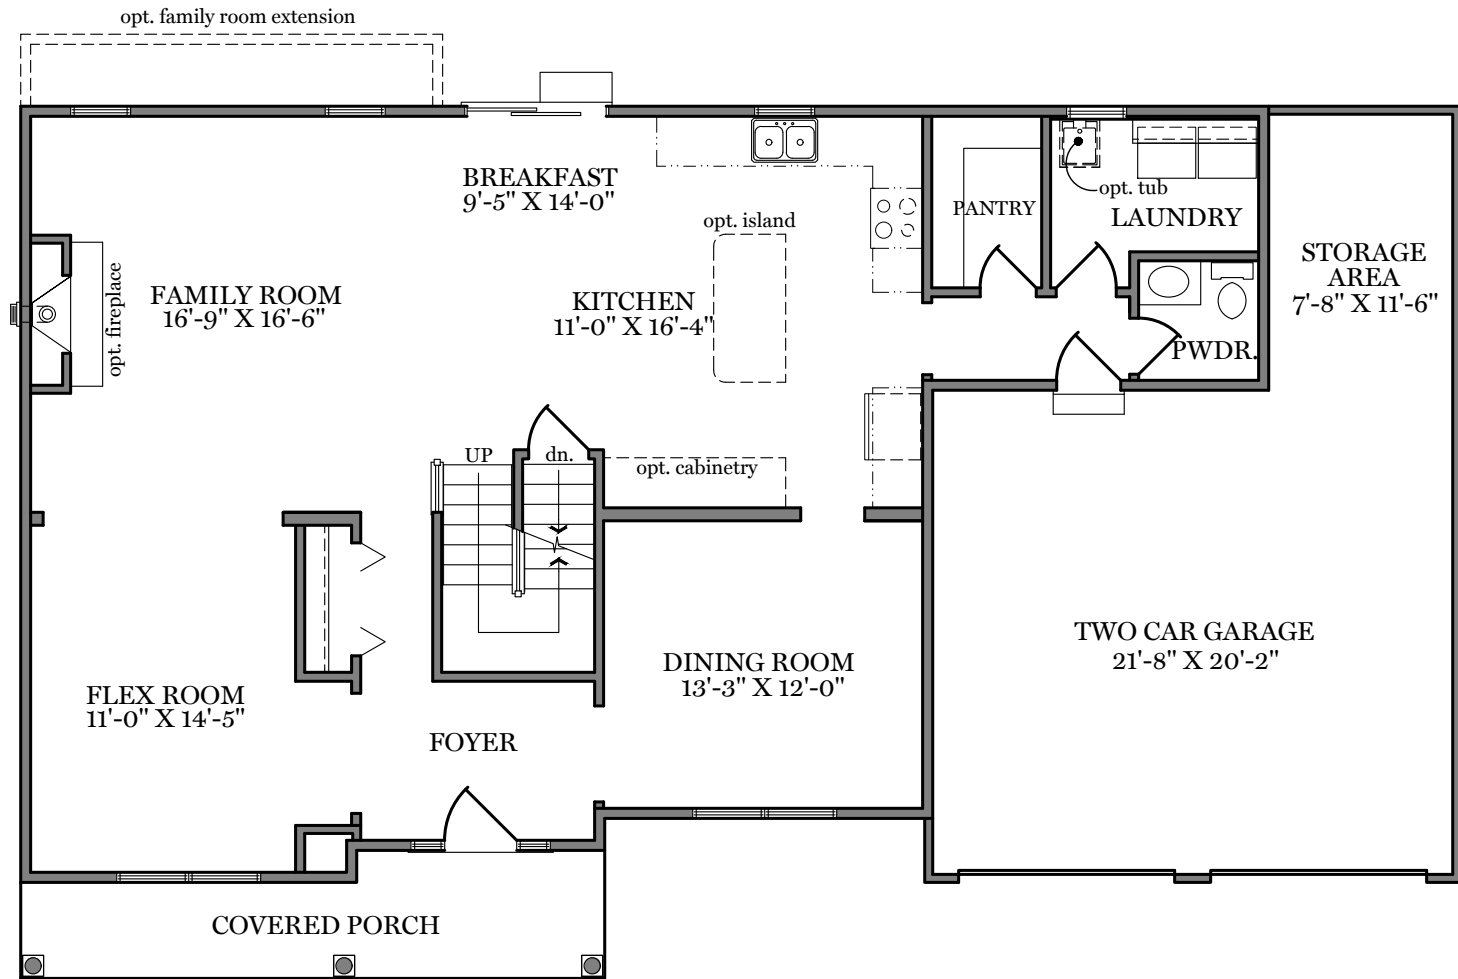 opt. family room extension
BREAKFAST
9'-5" X 14'-0"
opt. island
PANTRY
opt. tub
LAUNDRY
STORAGE
AREA
7'-8" X 11'-6"
opt. fireplace
FAMILY ROOM
16'-9" X 16'-6"
KITCHEN
11'-0" X 16'-4"
PWDR.
UP
dn.
opt. cabinetry
TWO CAR GARAGE
21'-8" X 20'-2"
DINING ROOM
13'-3" X 12'-0"
FLEX ROOM
11'-0" X 14'-5"
FOYER
COVERED PORCH